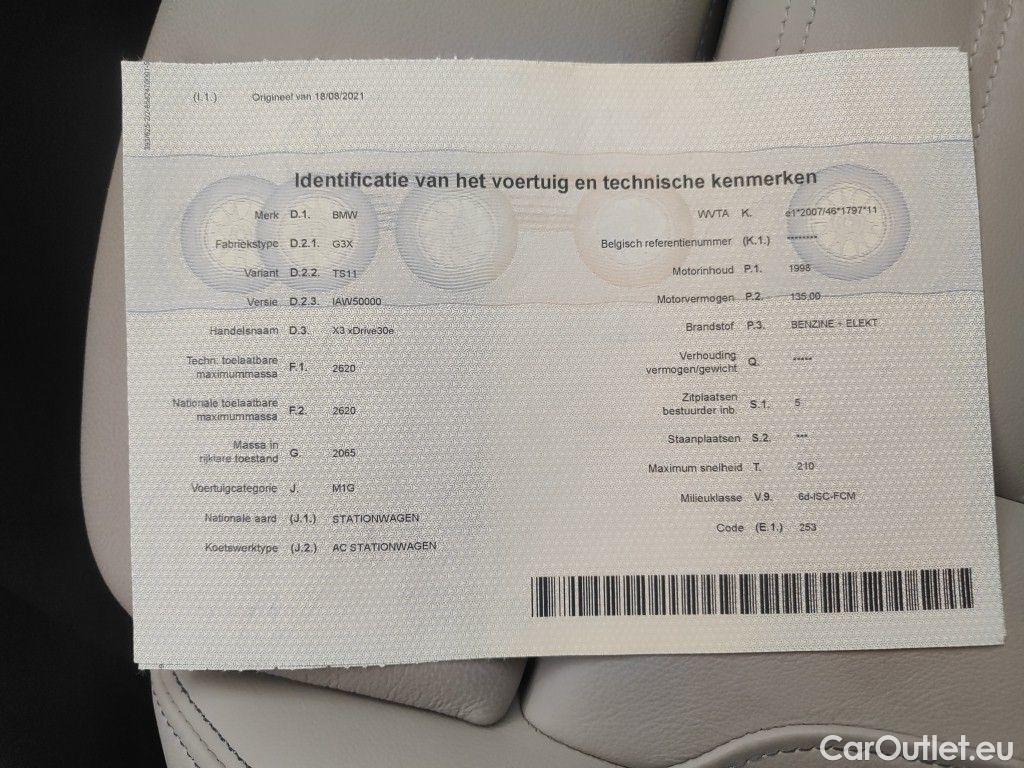 (I.1.) Origineel van 18/08/2021
Identificatie van het voertuig en technische kenmerken
Merk D.1. BMW
Fabriekstype D.2.1. G3X
Variant D.2.2. TS11
Versie D.2.3. IAW50000
Handelsnaam D.3. X3 xDrive30e
Techn. toelaatbare
maximummassa F.1. 2620
Nationale toelaatbare
maximummassa F.2. 2620
Massa in
rijklare toestand G. 2065
Voertuigcategorie J. M1G
Nationale aard (J.1.) STATIONWAGEN
Koetswerktype (J.2.) AC STATIONWAGEN
WVTA K. e1*2007/46*1797*11
Belgisch referentienummer (K.1.) ********
Motorinhoud P.1. 1998
Motorvermogen P.2. 135.00
Brandstof P.3. BENZINE + ELEKT
Verhouding
vermogen/gewicht Q. *****
Zitplaatsen
bestuurder inb. S.1. 5
Staanplaatsen S.2. ***
Maximum snelheid T. 210
Milieuklasse V.9. 6d-ISC-FCM
Code (E.1.) 253
CarOutlet.eu